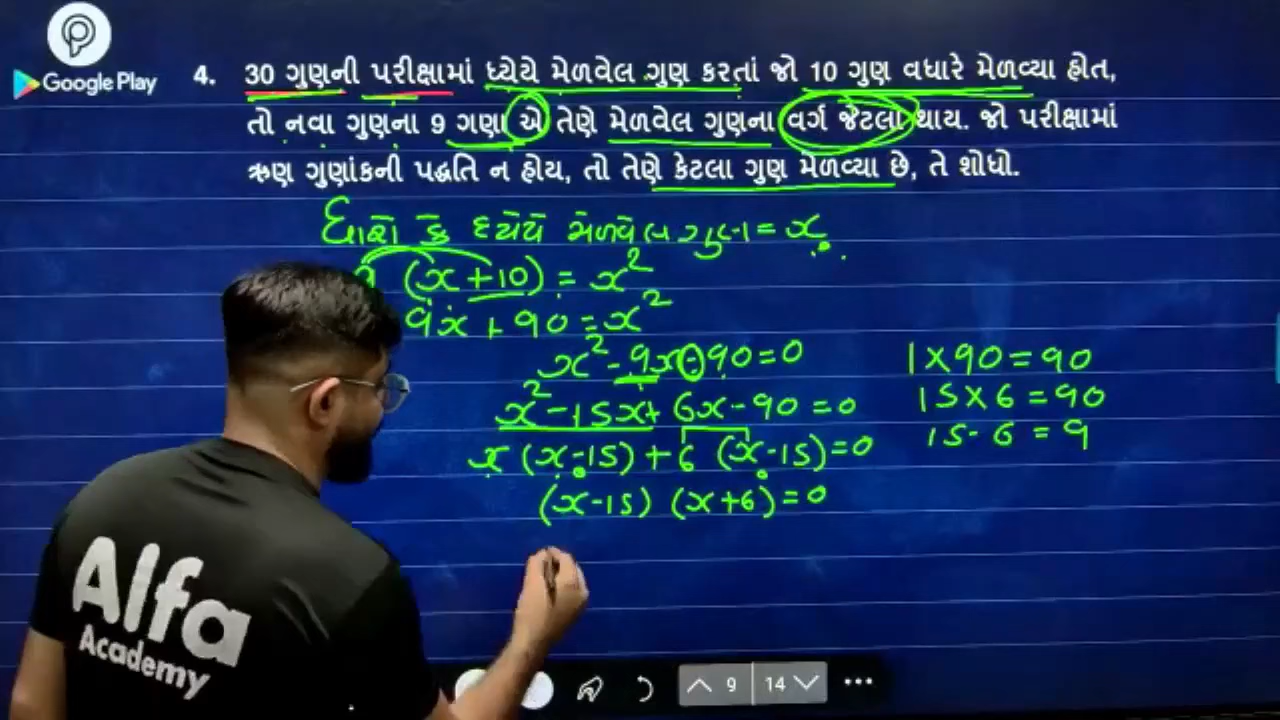 Google Play
4. 30 ગુણની પરીક્ષામાં ધ્યેયે મેળવેલ ગુણ કરતાં જો 10 ગુણ વધારે મેળવ્યા હોત,
તો નવા ગુણના 9 ગણા એ તેણે મેળવેલ ગુણના વર્ગ જેટલા થાય. જો પરીક્ષામાં
ઋણ ગુણાંકની પદ્ધતિ ન હોય, તો તેણે કેટલા ગુણ મેળવ્યા છે, તે શોધો.
ધારો કે ધ્યેયે મેળવેલ ગુણ = x
(x+10) = x²
9x + 90 = x²
x² - 9x - 90 = 0
x² - 15x + 6x - 90 = 0
x (x-15) + 6 (x-15) = 0
(x-15) (x+6) = 0
1 x 90 = 90
15 x 6 = 90
15 - 6 = 9
Alfa
Academy
9 14